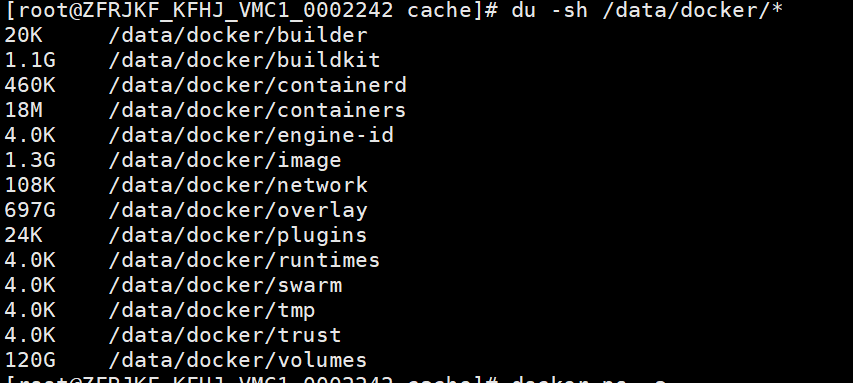 [root@ZFRJKF_KFHJ_VMC1_0002242 cache]# du -sh /data/docker/*
20K /data/docker/builder
1.1G /data/docker/buildkit
460K /data/docker/containerd
18M /data/docker/containers
4.0K /data/docker/engine-id
1.3G /data/docker/image
108K /data/docker/network
697G /data/docker/overlay
24K /data/docker/plugins
4.0K /data/docker/runtimes
4.0K /data/docker/swarm
4.0K /data/docker/tmp
4.0K /data/docker/trust
120G /data/docker/volumes
[root@ZFRJKF_KFHJ_VMC1_0002242 cache]# docker ps -a